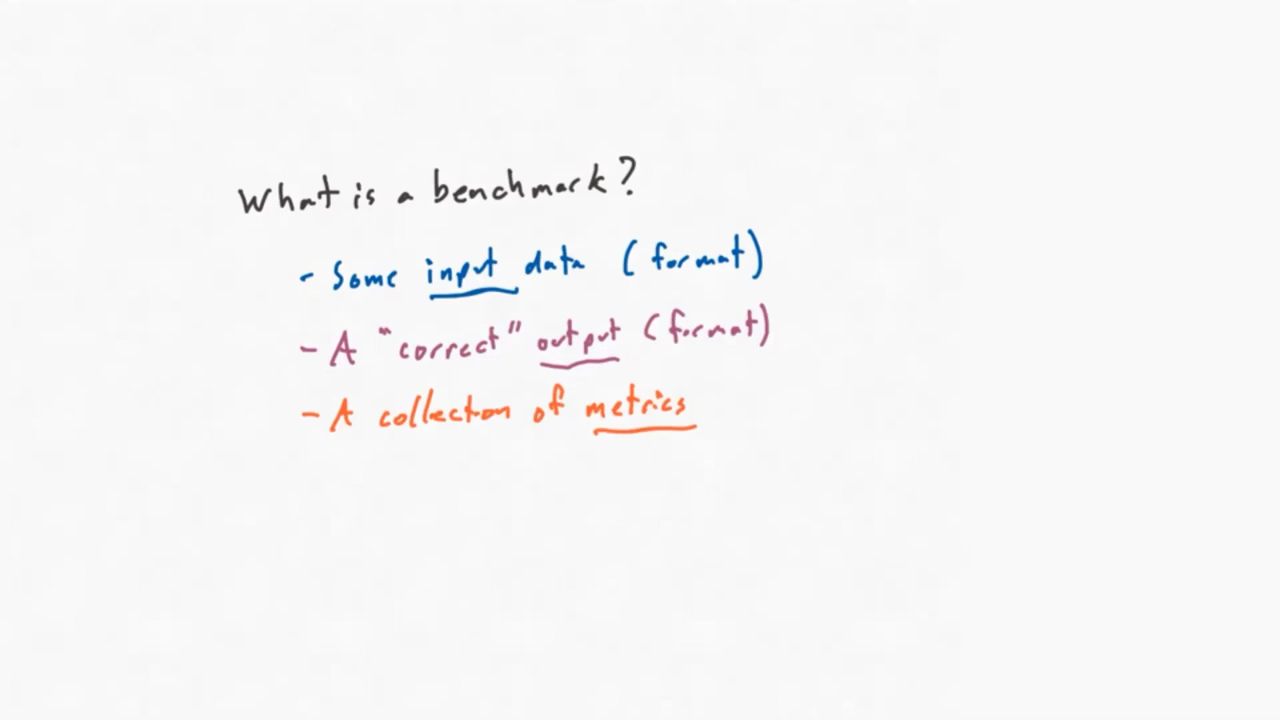 What is a benchmark?
- Some input data (format)
- A "correct" output (format)
- A collection of metrics